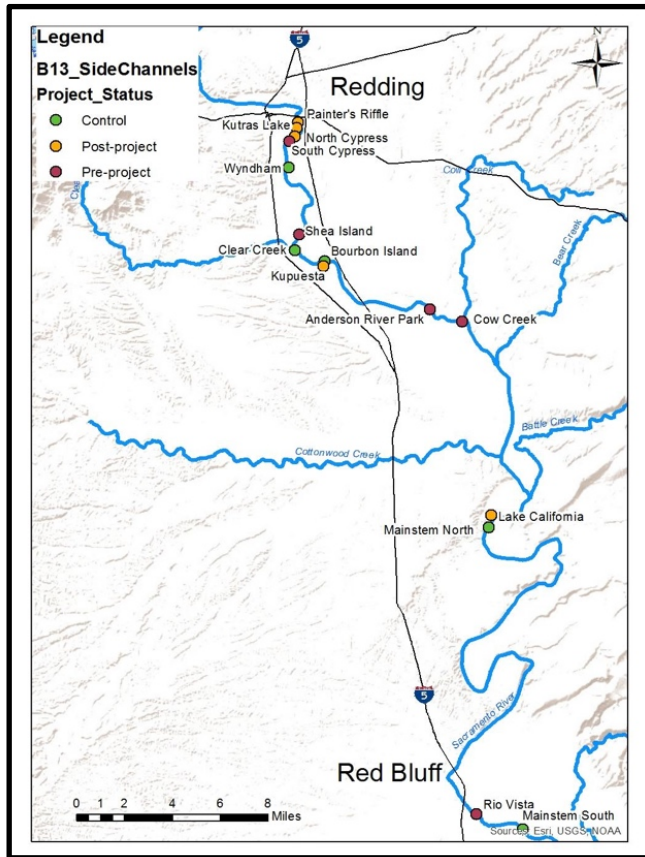 Legend
B13_SideChannels
Project_Status
Control
Post-project
Pre-project
5
N
Redding
Painter's Riffle
Kutras Lake
North Cypress
South Cypress
Wyndham
Cow Creek
Bear Creek
Shea Island
Clear Creek
Bourbon Island
Kupuesta
Anderson River Park
Cow Creek
Battle Creek
Cottonwood Creek
Lake California
Mainstem North
5
Sacramento River
Red Bluff
Rio Vista
Mainstem South
0 1 2 4 6 8
Miles
Sources: Esri, USGS, NOAA